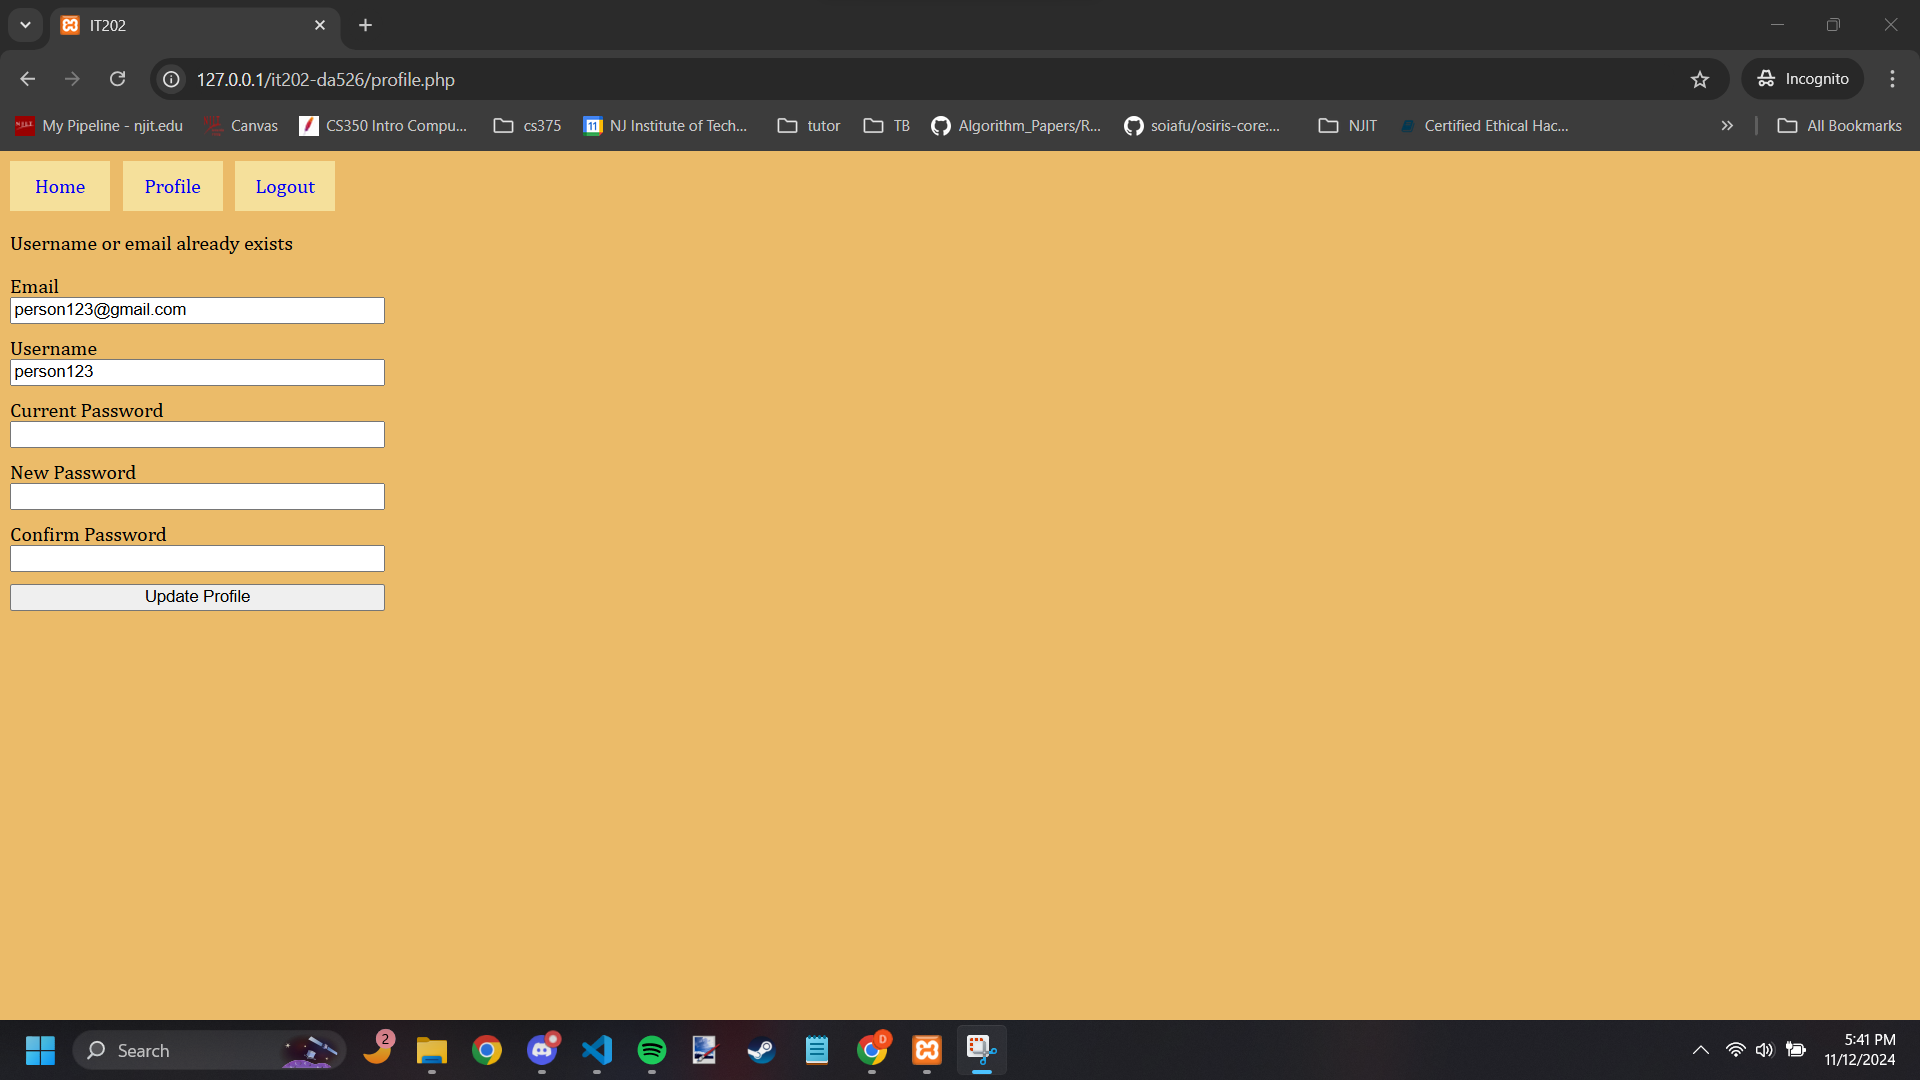 IT202
127.0.0.1/it202-da526/profile.php
Incognito
My Pipeline - njit.edu
Canvas
CS350 Intro Compu...
cs375
11
NJ Institute of Tech...
tutor
TB
Algorithm_Papers/R...
soiafu/osiris-core:...
NJIT
Certified Ethical Hac...
All Bookmarks
Home
Profile
Logout
Username or email already exists
Email
person123@gmail.com
Username
person123
Current Password
New Password
Confirm Password
Update Profile
Search
2
D
5:41 PM
11/12/2024